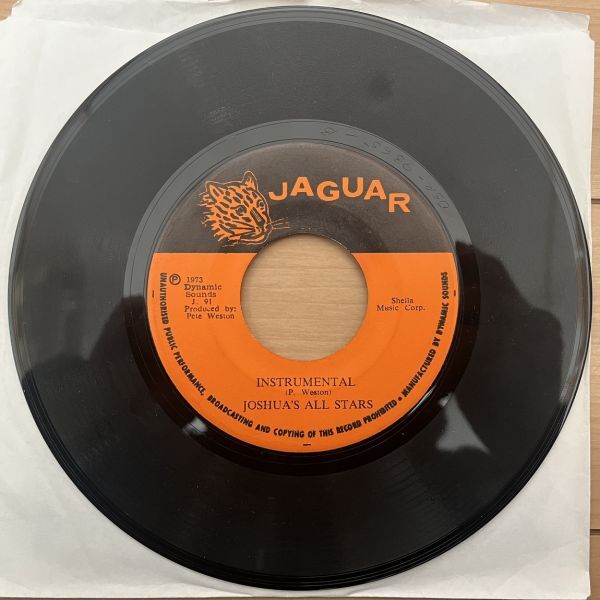 JAGUAR
℗ 1973
Dynamic
Sounds
J. 91
Produced by:
Pete Weston
Sheila
Music Corp.
INSTRUMENTAL
(P. Weston)
JOSHUA'S ALL STARS
UNAUTHORISED PUBLIC PERFORMANCE, BROADCASTING AND COPYING OF THIS RECORD PROHIBITED • MANUFACTURED BY DYNAMIC SOUNDS